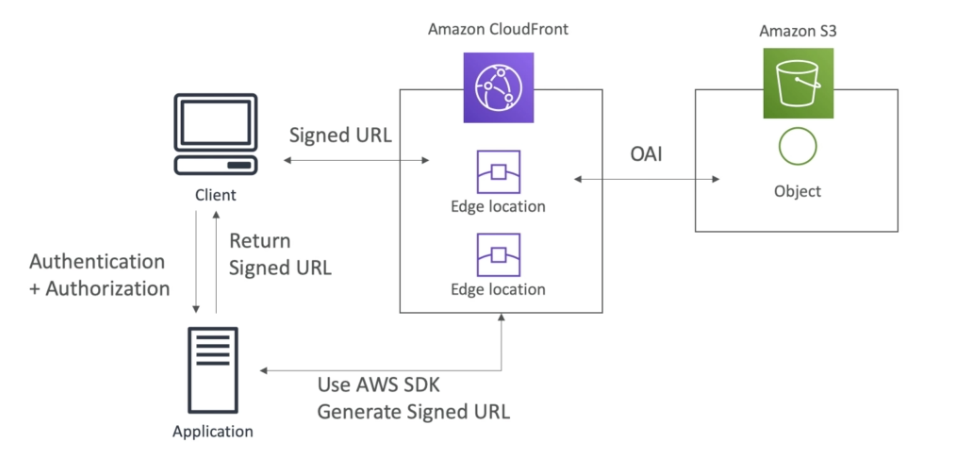 Amazon CloudFront
Amazon S3
Signed URL
OAI
Client
Edge location
Object
Return
Signed URL
Authentication
+ Authorization
Edge location
Use AWS SDK
Generate Signed URL
Application